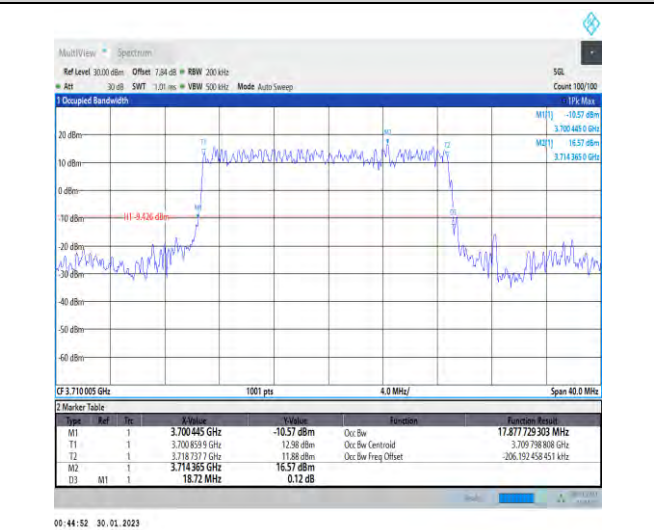 MultiView Spectrum
Ref Level 30.00 dBm Offset 7.84 dB RBW 200 kHz SGL
Att 30 dB SWT 1.01 ms VBW 500 kHz Mode Auto Sweep Count 100/100
1 Occupied Bandwidth 1Pk Max
M1[1] -10.57 dBm
3.700 445 0 GHz
M2[1] 16.57 dBm
3.714 365 0 GHz
20 dBm
T1
M2
T2
10 dBm
0 dBm
M1
D3
-10 dBm
H1 -9.426 dBm
-20 dBm
-30 dBm
-40 dBm
-50 dBm
-60 dBm
CF 3.710 005 GHz 1001 pts 4.0 MHz/ Span 40.0 MHz
2 Marker Table
Type Ref Trc X-Value Y-Value Function Function Result
M1 1 3.700 445 GHz -10.57 dBm Occ Bw 17.877 729 303 MHz
T1 1 3.700 859 9 GHz 12.98 dBm Occ Bw Centroid 3.709 798 808 GHz
T2 1 3.718 737 7 GHz 11.88 dBm Occ Bw Freq Offset -206.192 458 451 kHz
M2 1 3.714 365 GHz 16.57 dBm
D3 M1 1 18.72 MHz 0.12 dB
00:44:52 30.01.2023